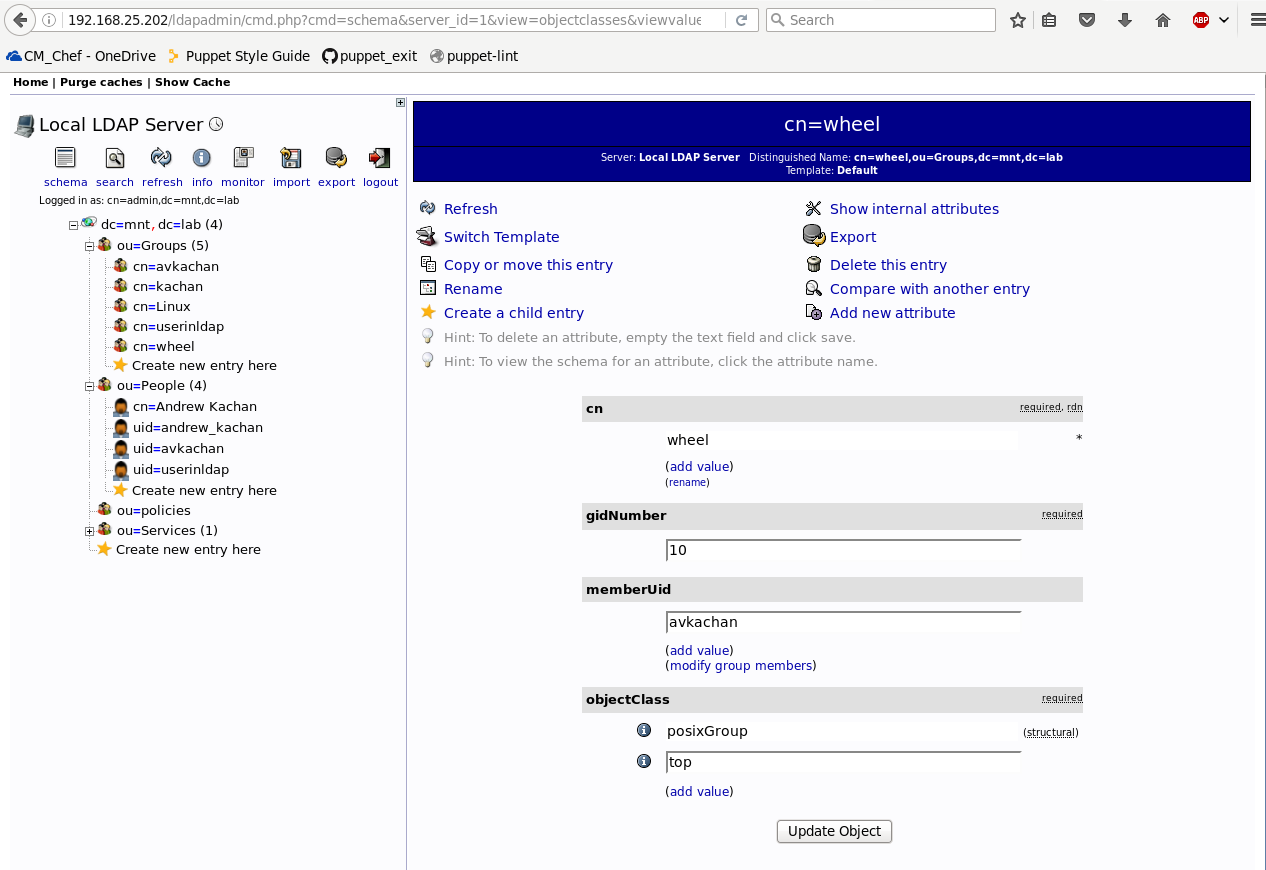 192.168.25.202/ldapadmin/cmd.php?cmd=schema&server_id=1&view=objectclasses&viewvalue
Search
ABP
CM_Chef - OneDrive
Puppet Style Guide
puppet_exit
puppet-lint
Home | Purge caches | Show Cache
Local LDAP Server
schema search refresh info monitor import export logout
Logged in as: cn=admin,dc=mnt,dc=lab
dc=mnt,dc=lab (4)
ou=Groups (5)
cn=avkachan
cn=kachan
cn=Linux
cn=userinldap
cn=wheel
Create new entry here
ou=People (4)
cn=Andrew Kachan
uid=andrew_kachan
uid=avkachan
uid=userinldap
Create new entry here
ou=policies
ou=Services (1)
Create new entry here
cn=wheel
Server: Local LDAP Server Distinguished Name: cn=wheel,ou=Groups,dc=mnt,dc=lab
Template: Default
Refresh
Show internal attributes
Switch Template
Export
Copy or move this entry
Delete this entry
Rename
Compare with another entry
Create a child entry
Add new attribute
Hint: To delete an attribute, empty the text field and click save.
Hint: To view the schema for an attribute, click the attribute name.
cn required, rdn
wheel *
(add value)
(rename)
gidNumber required
10
memberUid
avkachan
(add value)
(modify group members)
objectClass required
posixGroup (structural)
top
(add value)
Update Object